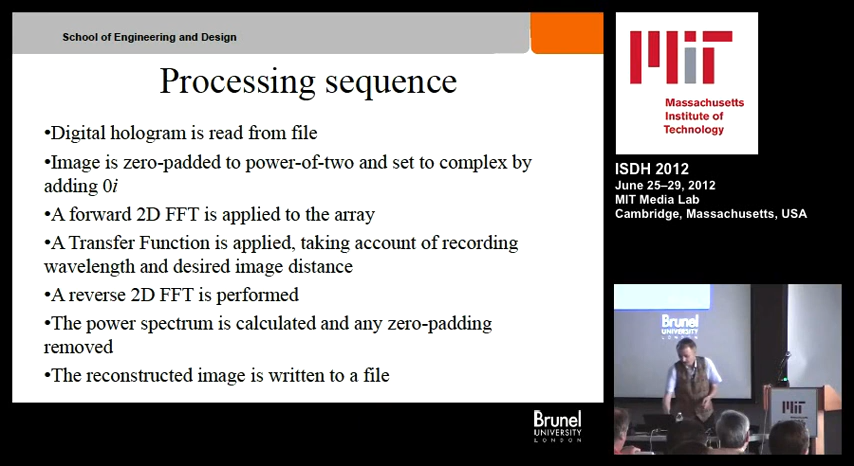 School of Engineering and Design
Processing sequence
•Digital hologram is read from file
•Image is zero-padded to power-of-two and set to complex by
adding 0i
•A forward 2D FFT is applied to the array
•A Transfer Function is applied, taking account of recording
wavelength and desired image distance
•A reverse 2D FFT is performed
•The power spectrum is calculated and any zero-padding
removed
•The reconstructed image is written to a file
Brunel
UNIVERSITY
LONDON
Massachusetts
Institute of
Technology
ISDH 2012
June 25–29, 2012
MIT Media Lab
Cambridge, Massachusetts, USA
Brunel
UNIVERSITY
LONDON
MIT